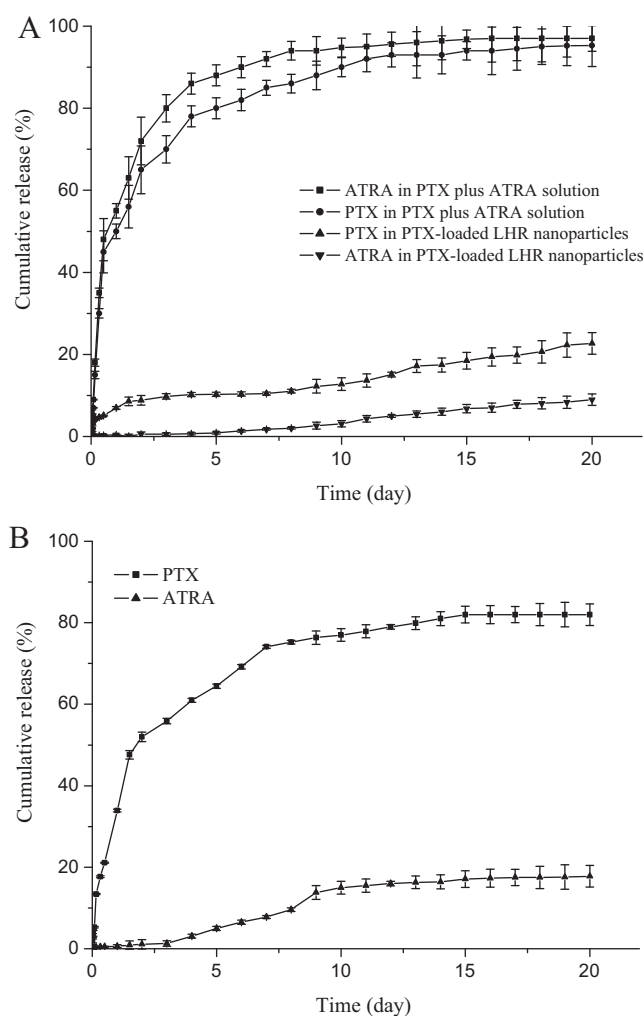 A
100
80
60
40
20
0
Cumulative release (%)
ATRA in PTX plus ATRA solution
PTX in PTX plus ATRA solution
PTX in PTX-loaded LHR nanoparticles
ATRA in PTX-loaded LHR nanoparticles
0 5 10 15 20
Time (day)
B
100
80
60
40
20
0
Cumulative release (%)
PTX
ATRA
0 5 10 15 20
Time (day)